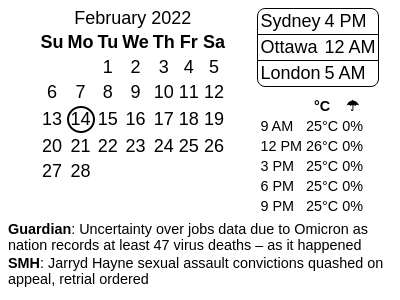 February 2022
Su Mo Tu We Th Fr Sa
1 2 3 4 5
6 7 8 9 10 11 12
13 14 15 16 17 18 19
20 21 22 23 24 25 26
27 28
Sydney 4 PM
Ottawa 12 AM
London 5 AM
°C ☂
9 AM 25°C 0%
12 PM 26°C 0%
3 PM 25°C 0%
6 PM 25°C 0%
9 PM 25°C 0%
Guardian: Uncertainty over jobs data due to Omicron as
nation records at least 47 virus deaths – as it happened
SMH: Jarryd Hayne sexual assault convictions quashed on
appeal, retrial ordered